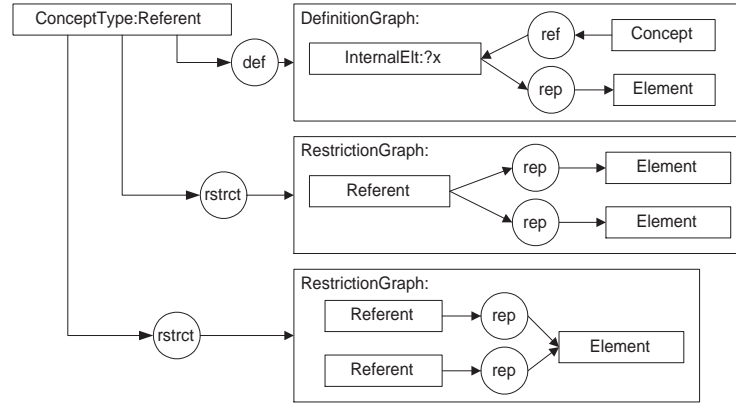 ConceptType:Referent
def
DefinitionGraph:
InternalElt:?x
ref
Concept
rep
Element
rstrct
RestrictionGraph:
Referent
rep
Element
rep
Element
rstrct
RestrictionGraph:
Referent
rep
Element
Referent
rep